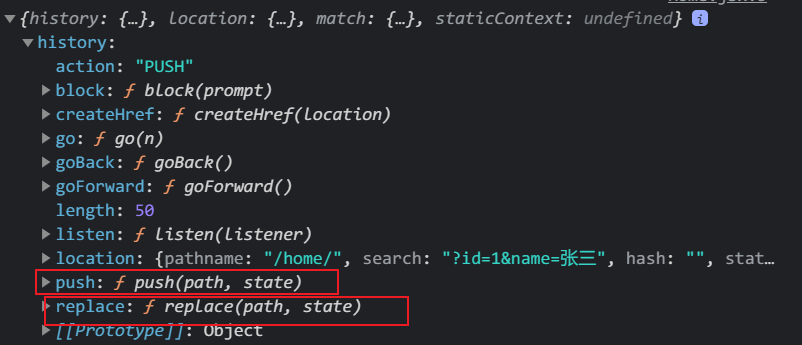 {history: {…}, location: {…}, match: {…}, staticContext: undefined} i
history:
action: "PUSH"
block: ƒ block(prompt)
createHref: ƒ createHref(location)
go: ƒ go(n)
goBack: ƒ goBack()
goForward: ƒ goForward()
length: 50
listen: ƒ listen(listener)
location: {pathname: "/home/", search: "?id=1&name=张三", hash: "", stat…
push: ƒ push(path, state)
replace: ƒ replace(path, state)
[[Prototype]]: Object